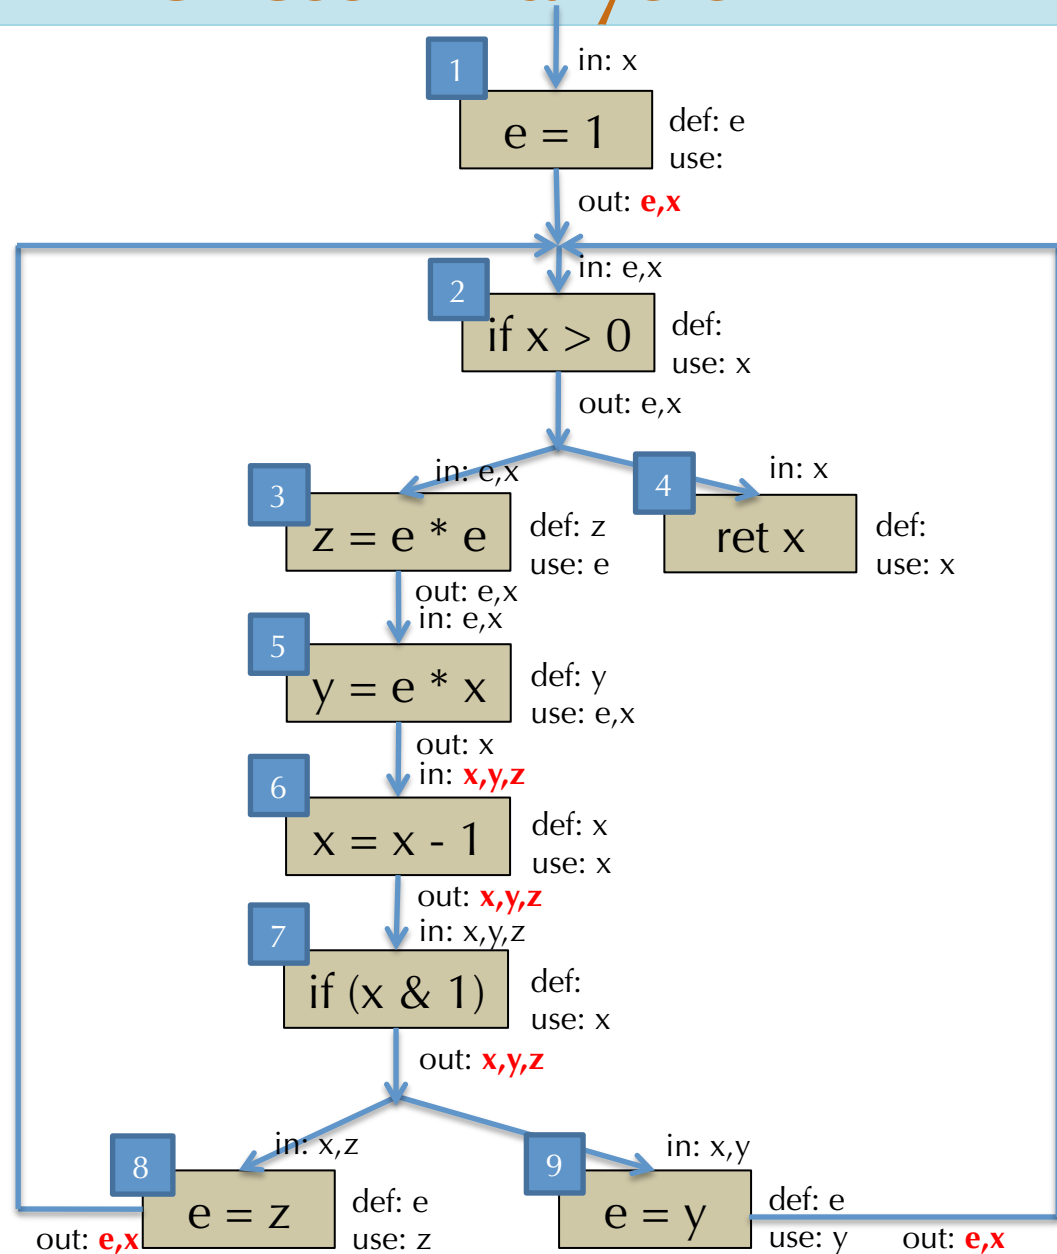 1
in: x
e = 1
def: e
use:
out: e,x
in: e,x
2
if x > 0
def:
use: x
out: e,x
in: e,x
in: x
3
z = e * e
def: z
use: e
4
ret x
def:
use: x
out: e,x
in: e,x
5
y = e * x
def: y
use: e,x
out: x
in: x,y,z
6
x = x - 1
def: x
use: x
out: x,y,z
in: x,y,z
7
if (x & 1)
def:
use: x
out: x,y,z
in: x,z
in: x,y
8
e = z
def: e
use: z
out: e,x
9
e = y
def: e
use: y
out: e,x